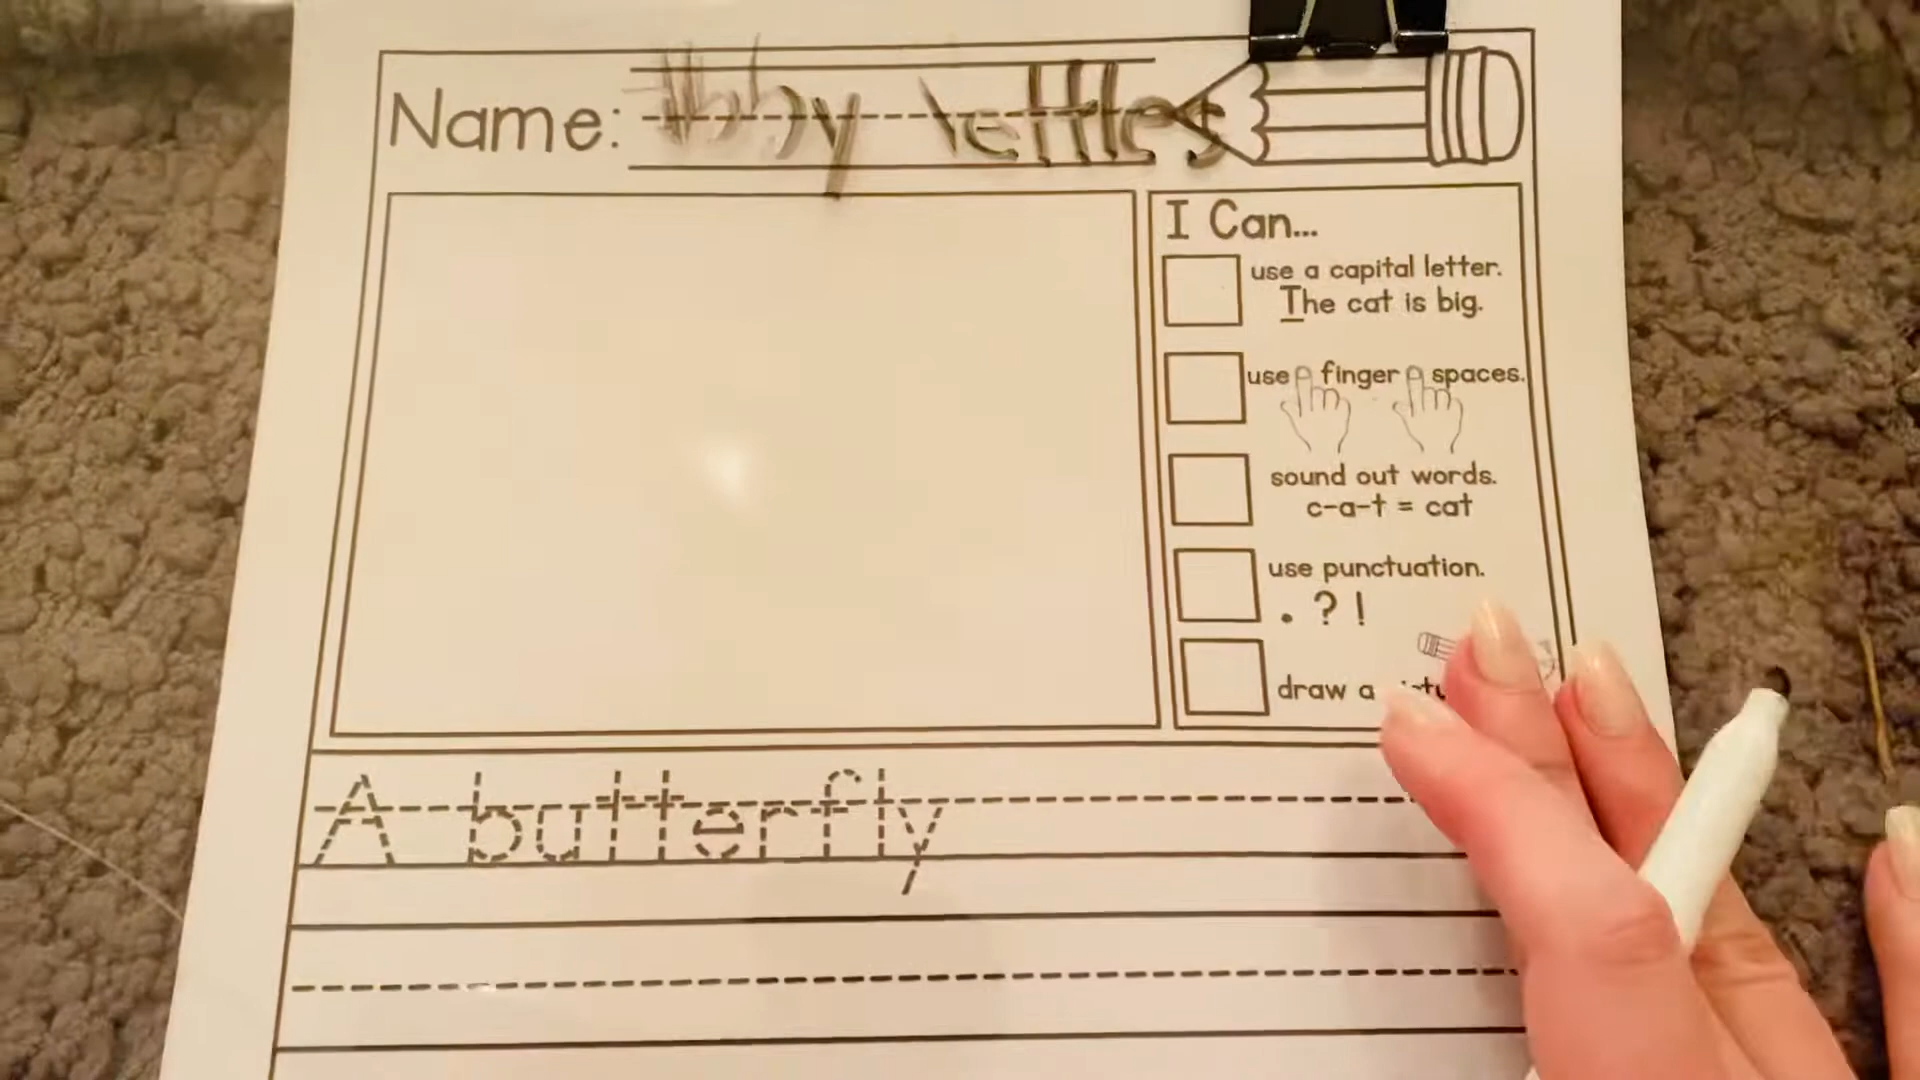 Name:
I Can...
use a capital letter.
The cat is big.
use finger spaces.
sound out words.
c-a-t = cat
use punctuation.
. ? !
draw a
A butterfly